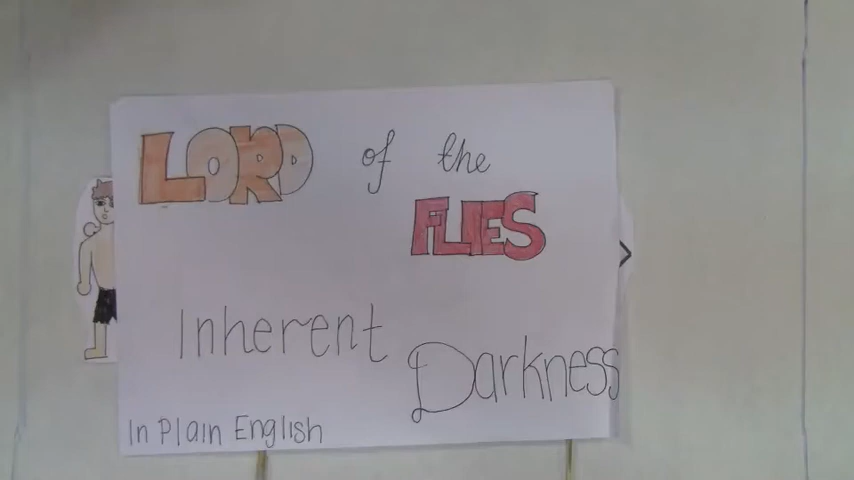 LORD of the
FLIES
Inherent
Darkness
In Plain English